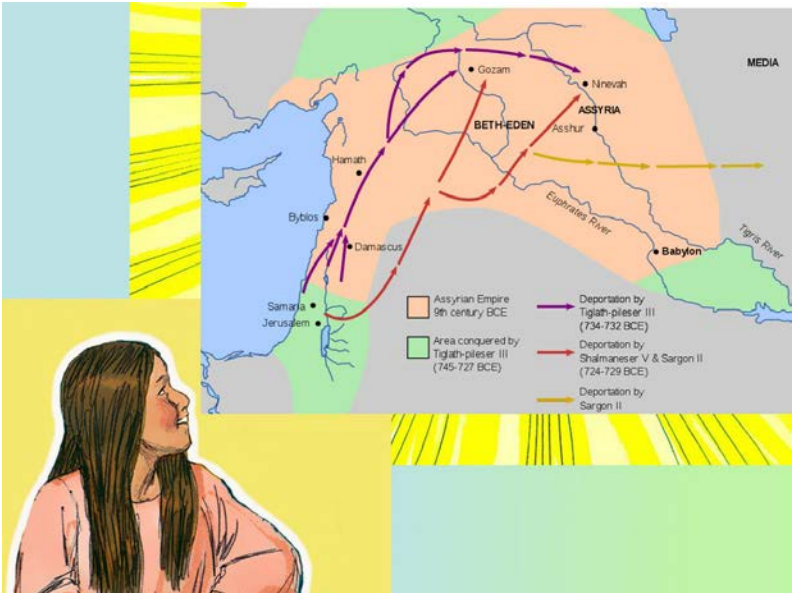 MEDIA
Gozam
Ninevah
ASSYRIA
BETH-EDEN
Asshur
Hamath
Euphrates River
Byblos
Tigris River
Damascus
Babylon
Samaria
Jerusalem
Assyrian Empire
9th century BCE
Area conquered by
Tiglath-pileser III
(745-727 BCE)
Deportation by
Tiglath-pileser III
(734-732 BCE)
Deportation by
Shalmaneser V & Sargon II
(724-729 BCE)
Deportation by
Sargon II